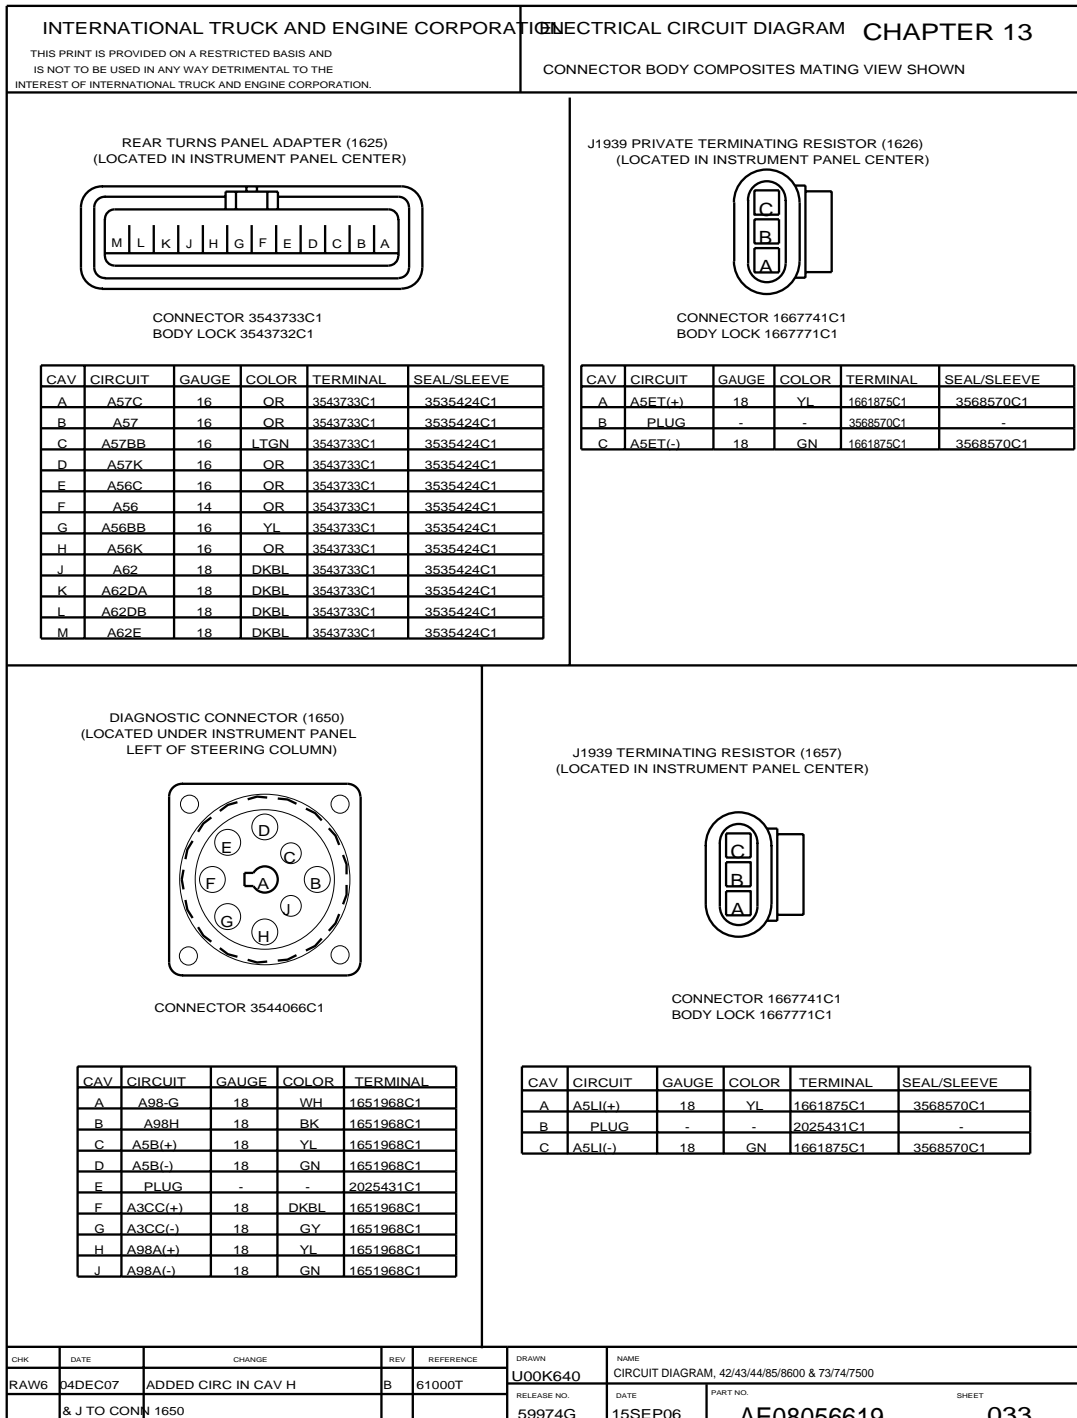 INTERNATIONAL TRUCK AND ENGINE CORPORATION
THIS PRINT IS PROVIDED ON A RESTRICTED BASIS AND
IS NOT TO BE USED IN ANY WAY DETRIMENTAL TO THE
INTEREST OF INTERNATIONAL TRUCK AND ENGINE CORPORATION.
ELECTRICAL CIRCUIT DIAGRAM CHAPTER 13
CONNECTOR BODY COMPOSITES MATING VIEW SHOWN
REAR TURNS PANEL ADAPTER (1625)
(LOCATED IN INSTRUMENT PANEL CENTER)
M L K J H G F E D C B A
CONNECTOR 3543733C1
BODY LOCK 3543732C1
CAV CIRCUIT GAUGE COLOR TERMINAL SEAL/SLEEVE
A A57C 16 OR 3543733C1 3535424C1
B A57 16 OR 3543733C1 3535424C1
C A57BB 16 LTGN 3543733C1 3535424C1
D A57K 16 OR 3543733C1 3535424C1
E A56C 16 OR 3543733C1 3535424C1
F A56 14 OR 3543733C1 3535424C1
G A56BB 16 YL 3543733C1 3535424C1
H A56K 16 OR 3543733C1 3535424C1
J A62 18 DKBL 3543733C1 3535424C1
K A62DA 18 DKBL 3543733C1 3535424C1
L A62DB 18 DKBL 3543733C1 3535424C1
M A62E 18 DKBL 3543733C1 3535424C1
J1939 PRIVATE TERMINATING RESISTOR (1626)
(LOCATED IN INSTRUMENT PANEL CENTER)
C
B
A
CONNECTOR 1667741C1
BODY LOCK 1667771C1
CAV CIRCUIT GAUGE COLOR TERMINAL SEAL/SLEEVE
A A5ET(+) 18 YL 1661875C1 3568570C1
B PLUG - - 3568570C1 -
C A5ET(-) 18 GN 1661875C1 3568570C1
DIAGNOSTIC CONNECTOR (1650)
(LOCATED UNDER INSTRUMENT PANEL
LEFT OF STEERING COLUMN)
D
E C
F A B
G J
H
CONNECTOR 3544066C1
CAV CIRCUIT GAUGE COLOR TERMINAL
A A98-G 18 WH 1651968C1
B A98H 18 BK 1651968C1
C A5B(+) 18 YL 1651968C1
D A5B(-) 18 GN 1651968C1
E PLUG - - 2025431C1
F A3CC(+) 18 DKBL 1651968C1
G A3CC(-) 18 GY 1651968C1
H A98A(+) 18 YL 1651968C1
J A98A(-) 18 GN 1651968C1
J1939 TERMINATING RESISTOR (1657)
(LOCATED IN INSTRUMENT PANEL CENTER)
C
B
A
CONNECTOR 1667741C1
BODY LOCK 1667771C1
CAV CIRCUIT GAUGE COLOR TERMINAL SEAL/SLEEVE
A A5LI(+) 18 YL 1661875C1 3568570C1
B PLUG - - 2025431C1 -
C A5LI(-) 18 GN 1661875C1 3568570C1
CHK DATE CHANGE REV REFERENCE
RAW6 04DEC07 ADDED CIRC IN CAV H B 61000T
& J TO CONN 1650
DRAWN NAME
U00K640 CIRCUIT DIAGRAM, 42/43/44/85/8600 & 73/74/7500
RELEASE NO. DATE PART NO. SHEET
59974G 15SEP06 AE08056619 033